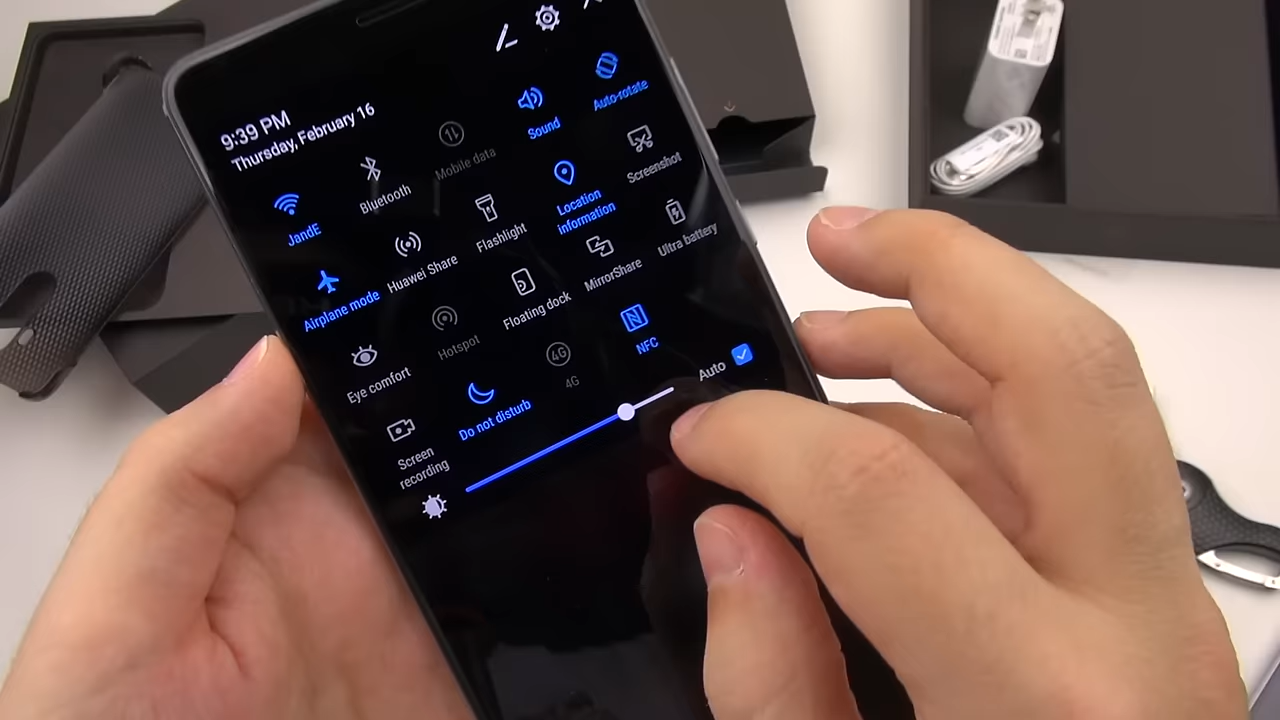 9:39 PM
Thursday, February 16
JandE
Bluetooth
Mobile data
Sound
Auto-rotate
Airplane mode
Huawei Share
Flashlight
Location
information
Screenshot
Eye comfort
Hotspot
Floating dock
MirrorShare
Ultra battery
Screen
recording
Do not disturb
4G
4G
NFC
Auto